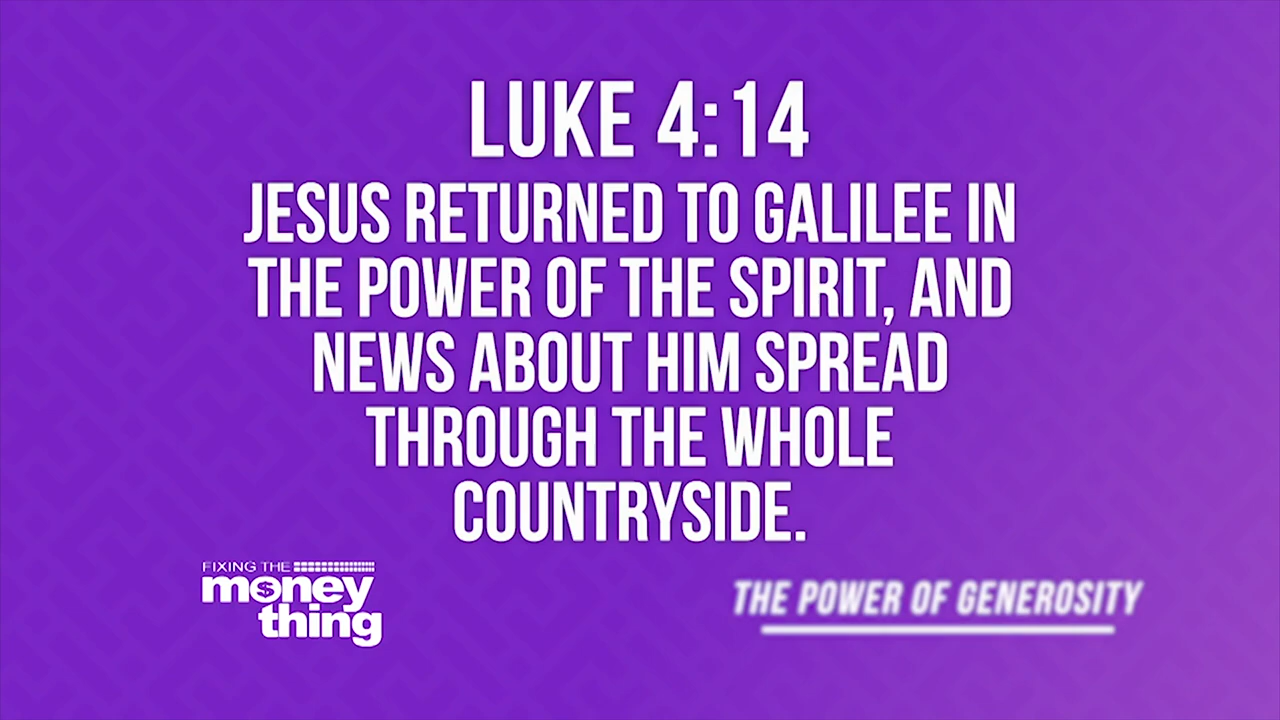 LUKE 4:14
JESUS RETURNED TO GALILEE IN
THE POWER OF THE SPIRIT, AND
NEWS ABOUT HIM SPREAD
THROUGH THE WHOLE
COUNTRYSIDE.
FIXING THE
money
thing
THE POWER OF GENEROSITY